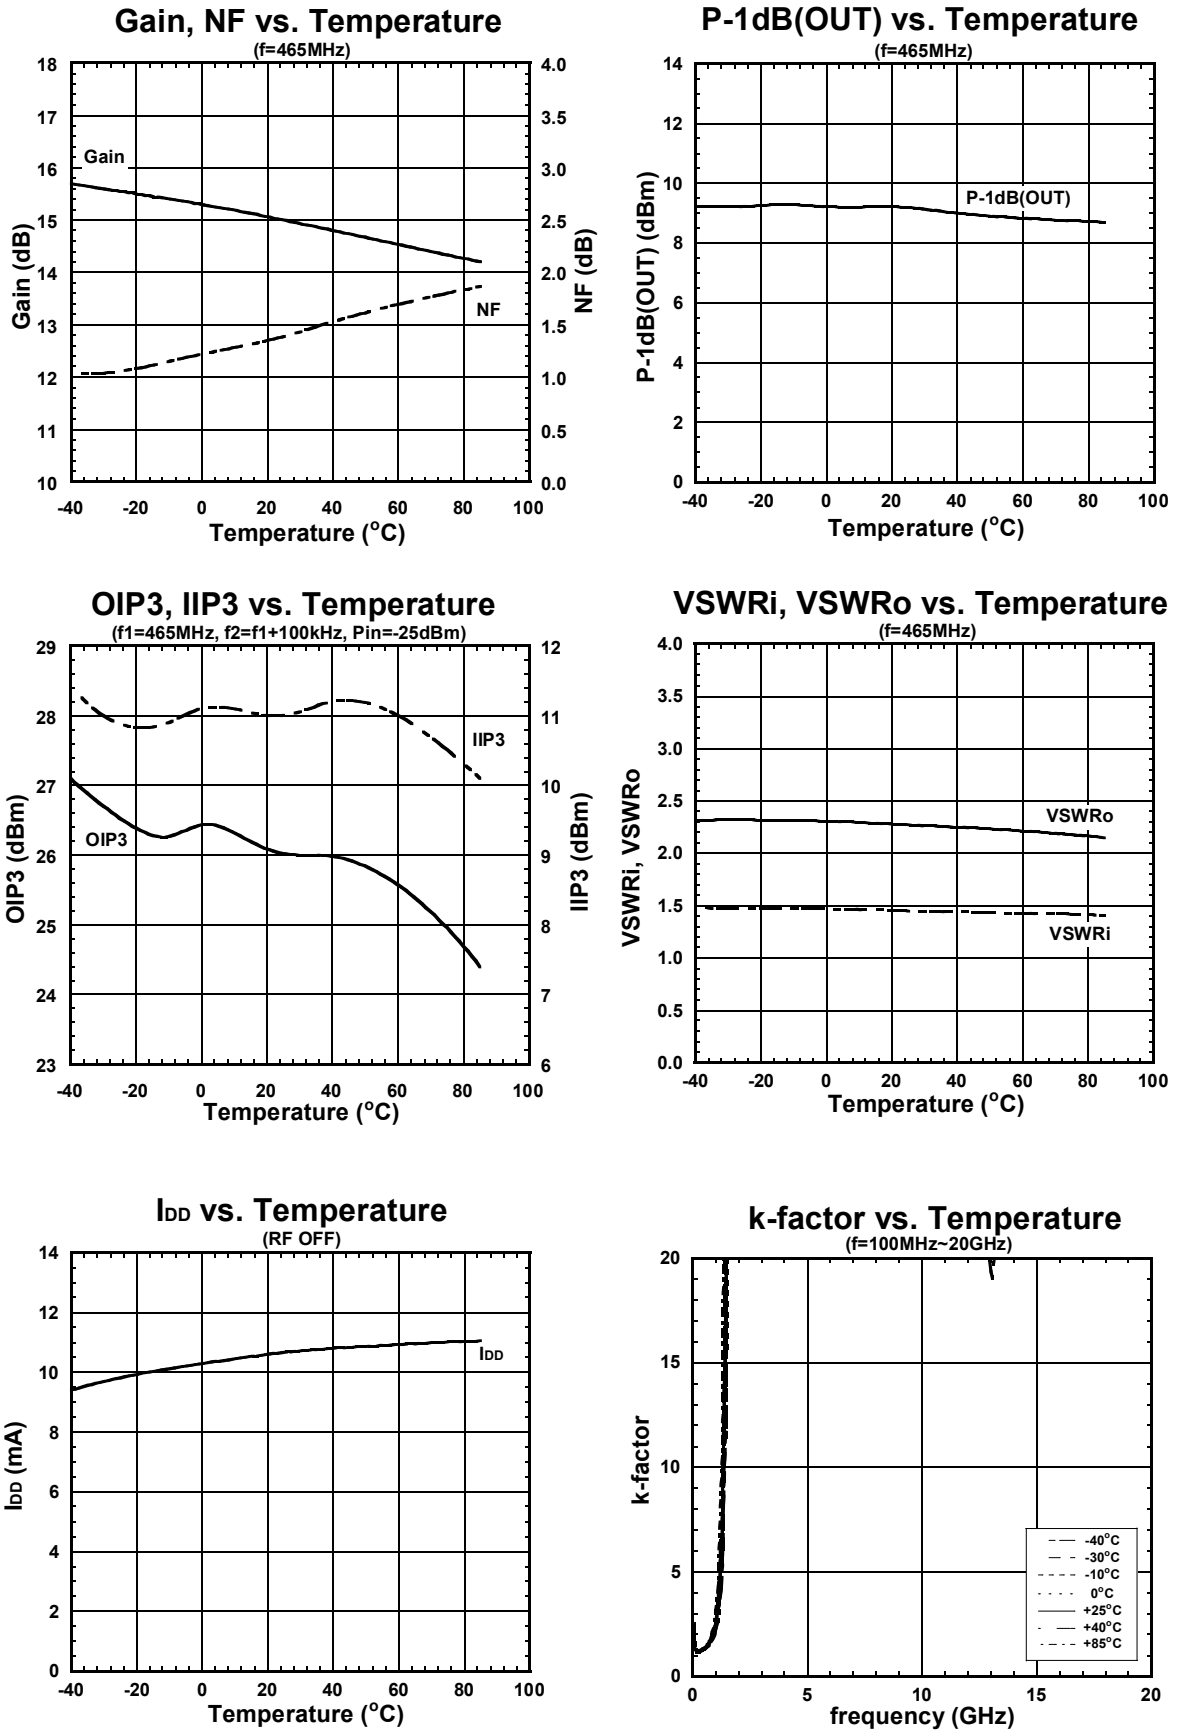 Gain, NF vs. Temperature
(f=465MHz)
18
17
16
15
14
13
12
11
10
4.0
3.5
3.0
2.5
2.0
1.5
1.0
0.5
0.0
Gain
NF
Gain (dB)
NF (dB)
-40 -20 0 20 40 60 80 100
Temperature (°C)
P-1dB(OUT) vs. Temperature
(f=465MHz)
14
12
10
8
6
4
2
0
P-1dB(OUT)
P-1dB(OUT) (dBm)
-40 -20 0 20 40 60 80 100
Temperature (°C)
OIP3, IIP3 vs. Temperature
(f1=465MHz, f2=f1+100kHz, Pin=-25dBm)
29
28
27
26
25
24
23
12
11
10
9
8
7
6
IIP3
OIP3
OIP3 (dBm)
IIP3 (dBm)
-40 -20 0 20 40 60 80 100
Temperature (°C)
VSWRi, VSWRo vs. Temperature
(f=465MHz)
4.0
3.5
3.0
2.5
2.0
1.5
1.0
0.5
0.0
VSWRo
VSWRi
VSWRi, VSWRo
-40 -20 0 20 40 60 80 100
Temperature (°C)
IDD vs. Temperature
(RF OFF)
14
12
10
8
6
4
2
0
IDD
IDD (mA)
-40 -20 0 20 40 60 80 100
Temperature (°C)
k-factor vs. Temperature
(f=100MHz~20GHz)
20
15
10
5
0
k-factor
-40°C
-30°C
-10°C
0°C
+25°C
+40°C
+85°C
0 5 10 15 20
frequency (GHz)